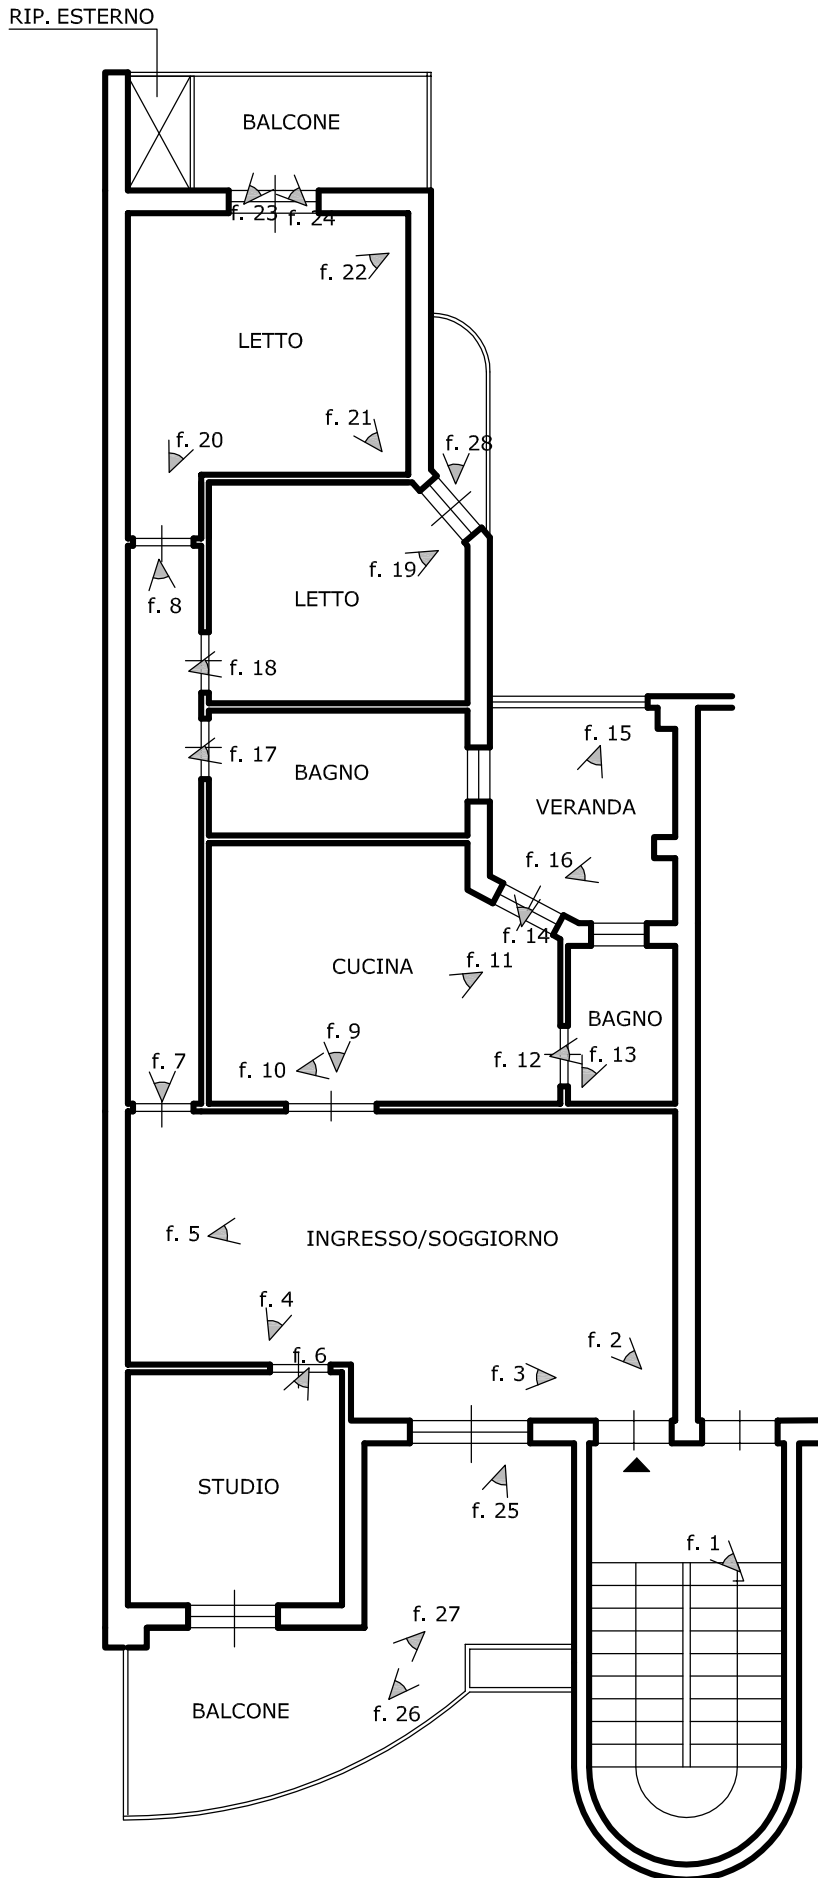 RIP. ESTERNO
BALCONE
f. 23
f. 24
f. 22
LETTO
f. 21
f. 20
f. 28
f. 19
f. 8
LETTO
f. 18
f. 15
f. 17
BAGNO
VERANDA
f. 16
f. 14
f. 11
CUCINA
BAGNO
f. 9
f. 10
f. 12
f. 13
f. 7
f. 5
INGRESSO/SOGGIORNO
f. 4
f. 6
f. 2
f. 3
STUDIO
f. 25
f. 1
f. 27
BALCONE
f. 26